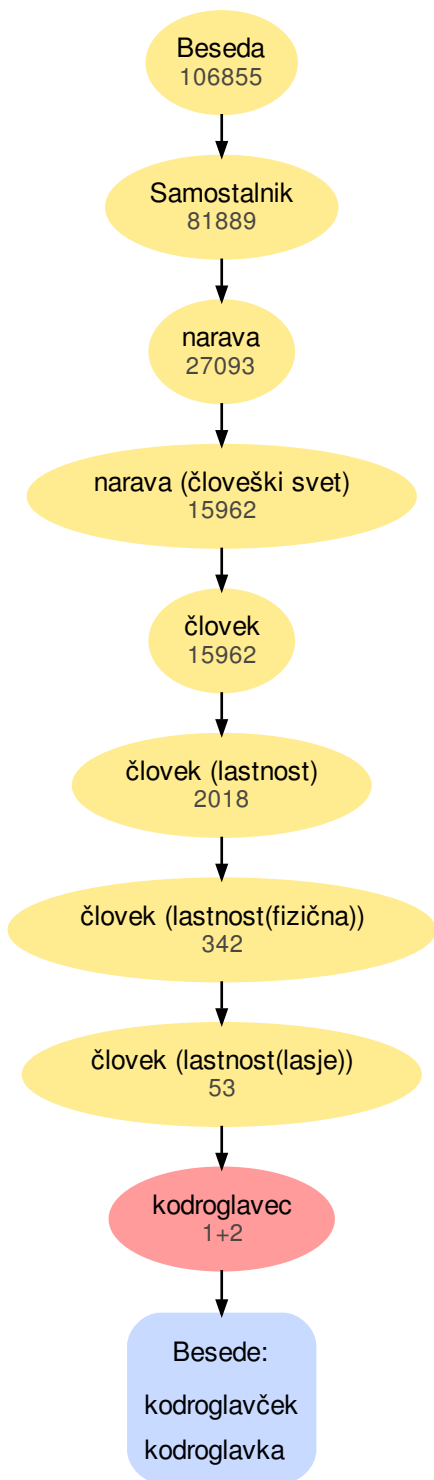 Beseda
106855
Samostalnik
81889
narava
27093
narava (človeški svet)
15962
človek
15962
človek (lastnost)
2018
človek (lastnost(fizična))
342
človek (lastnost(lasje))
53
kodroglavec
1+2
Besede:
kodroglavček
kodroglavka